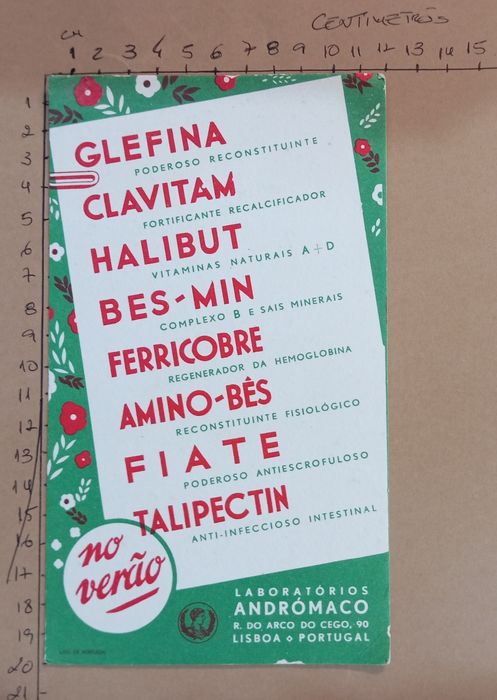 CENTIMETROS
CM
1 2 3 4 5 6 7 8 9 10 11 12 13 14 15
1
2
3
4
5
6
7
8
9
10
11
12
13
14
15
16
17
18
19
20
21
GLEFINA
PODEROSO RECONSTITUINTE
CLAVITAM
FORTIFICANTE RECALCIFICADOR
HALIBUT
VITAMINAS NATURAIS A+D
BES-MIN
COMPLEXO B E SAIS MINERAIS
FERRICOBRE
REGENERADOR DA HEMOGLOBINA
AMINO-BÊS
RECONSTITUINTE FISIOLÓGICO
FIATE
PODEROSO ANTIESCROFULOSO
TALIPECTIN
ANTI-INFECCIOSO INTESTINAL
no
verão
LABORATÓRIOS
ANDRÓMACO
R. DO ARCO DO CEGO, 90
LISBOA ⋄ PORTUGAL